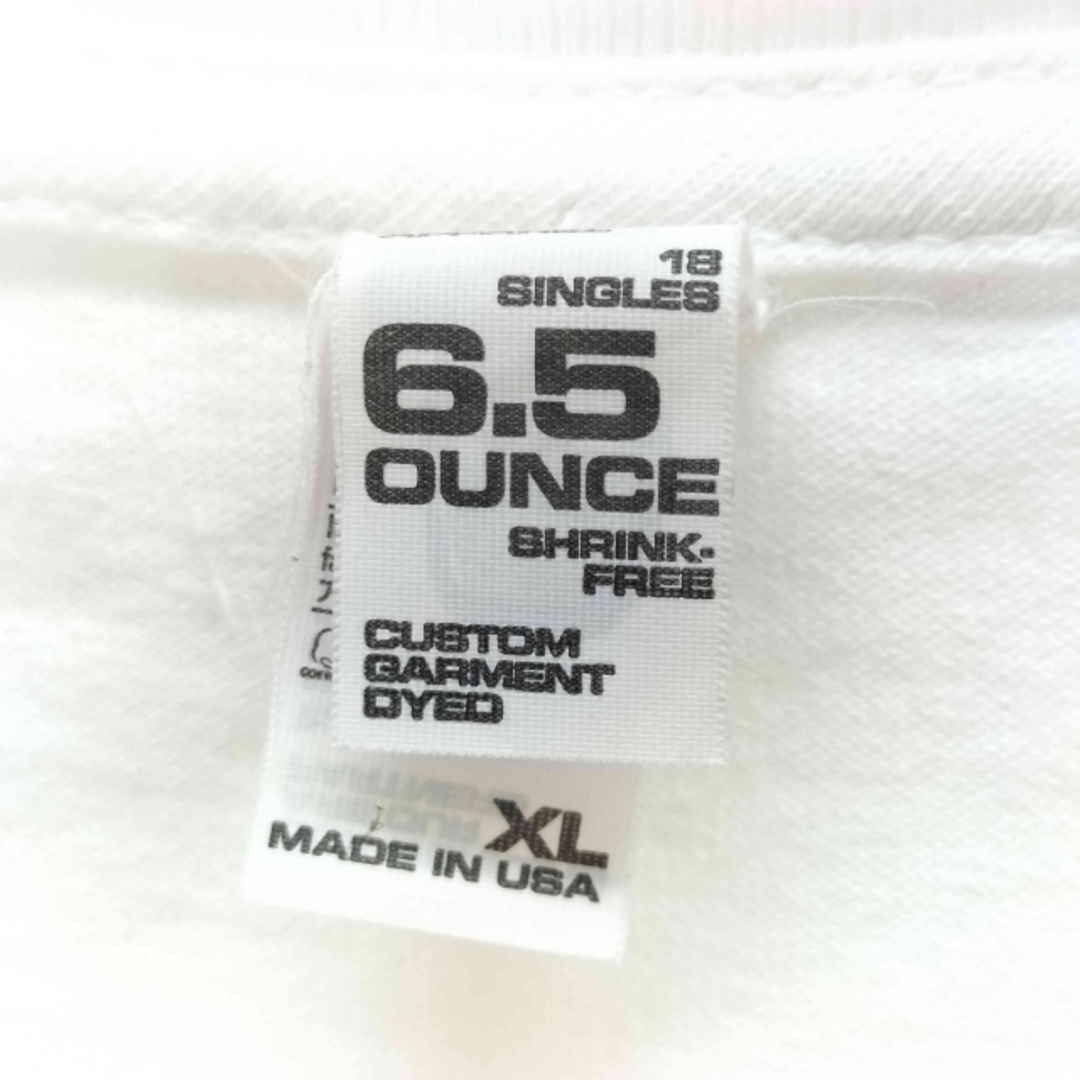 18
SINGLES
6.5
OUNCE
SHRINK-
FREE
CUSTOM
GARMENT
DYED
XL
MADE IN USA